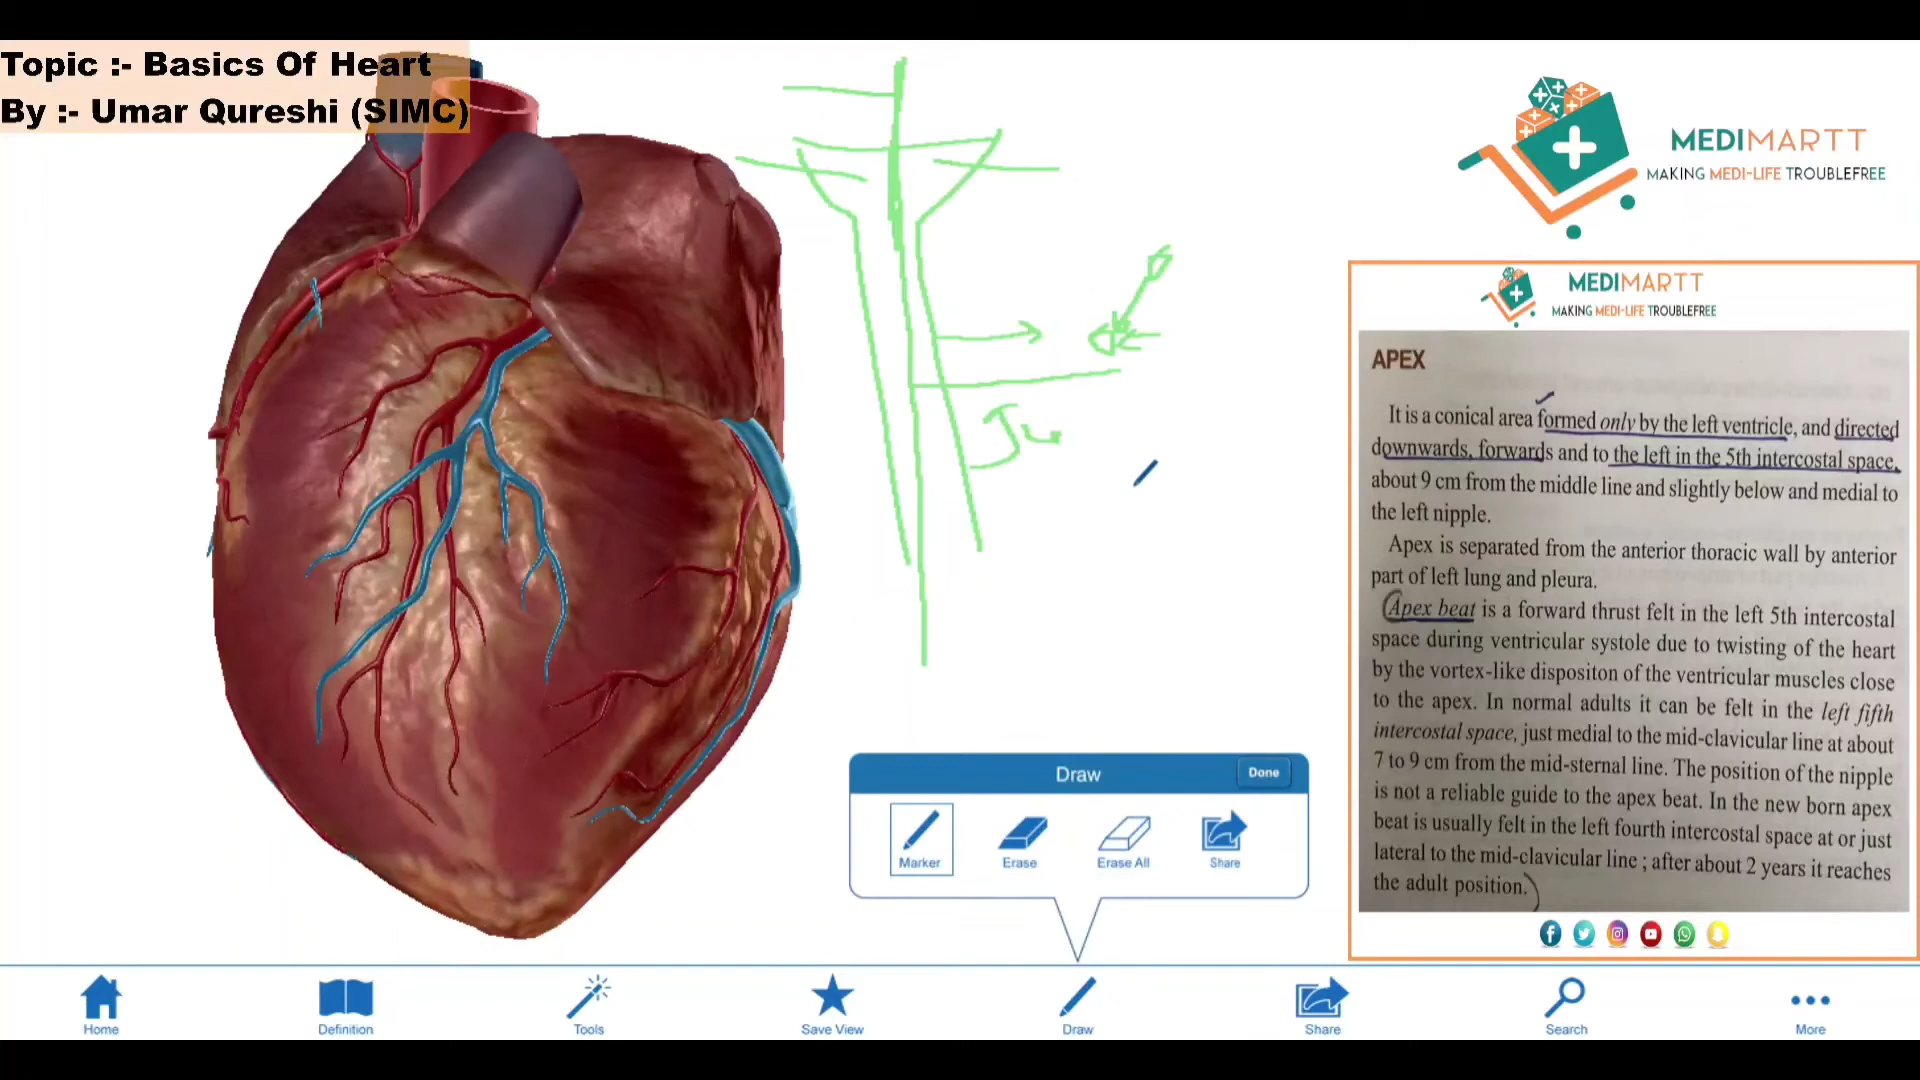 Topic :- Basics Of Heart
By :- Umar Qureshi (SIMC)
MEDIMARTT
MAKING MEDI-LIFE TROUBLEFREE
MEDIMARTT
MAKING MEDI-LIFE TROUBLEFREE
APEX
It is a conical area formed only by the left ventricle, and directed
downwards, forwards and to the left in the 5th intercostal space,
about 9 cm from the middle line and slightly below and medial to
the left nipple.
Apex is separated from the anterior thoracic wall by anterior
part of left lung and pleura.
Apex beat is a forward thrust felt in the left 5th intercostal
space during ventricular systole due to twisting of the heart
by the vortex-like dispositon of the ventricular muscles close
to the apex. In normal adults it can be felt in the left fifth
intercostal space, just medial to the mid-clavicular line at about
7 to 9 cm from the mid-sternal line. The position of the nipple
is not a reliable guide to the apex beat. In the new born apex
beat is usually felt in the left fourth intercostal space at or just
lateral to the mid-clavicular line ; after about 2 years it reaches
the adult position.)
Draw
Done
Marker
Erase
Erase All
Share
Home
Definition
Tools
Save View
Draw
Share
Search
More